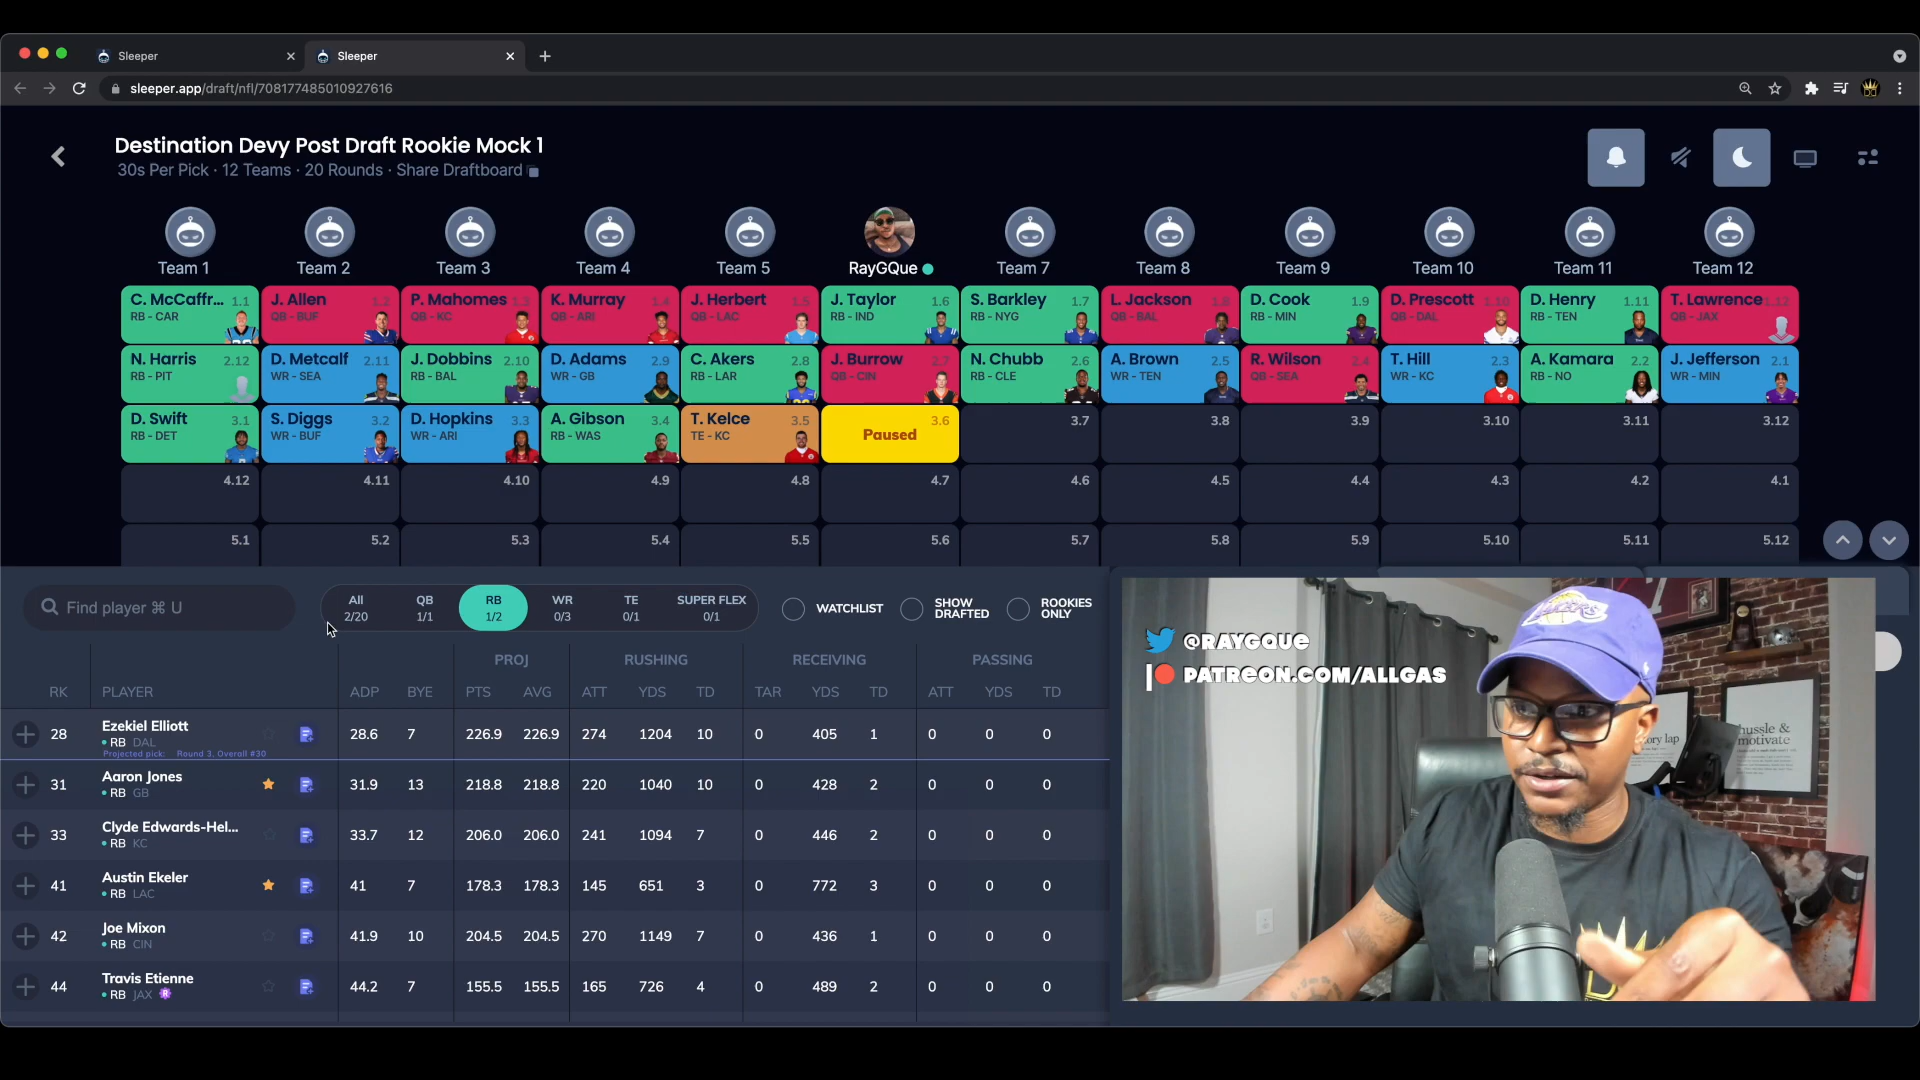 Sleeper
Sleeper
sleeper.app/draft/nfl/708177485010927616
Destination Devy Post Draft Rookie Mock 1
30s Per Pick · 12 Teams · 20 Rounds · Share Draftboard
Team 1 Team 2 Team 3 Team 4 Team 5 RayGQue Team 7 Team 8 Team 9 Team 10 Team 11 Team 12
C. McCaffr... 1.1 J. Allen 1.2 P. Mahomes 1.3 K. Murray 1.4 J. Herbert 1.5 J. Taylor 1.6 S. Barkley 1.7 L. Jackson 1.8 D. Cook 1.9 D. Prescott 1.10 D. Henry 1.11 T. Lawrence 1.12
RB - CAR QB - BUF QB - KC QB - ARI QB - LAC RB - IND RB - NYG QB - BAL RB - MIN QB - DAL RB - TEN QB - JAX
N. Harris 2.12 D. Metcalf 2.11 J. Dobbins 2.10 D. Adams 2.9 C. Akers 2.8 J. Burrow 2.7 N. Chubb 2.6 A. Brown 2.5 R. Wilson 2.4 T. Hill 2.3 A. Kamara 2.2 J. Jefferson 2.1
RB - PIT WR - SEA RB - BAL WR - GB RB - LAR QB - CIN RB - CLE WR - TEN QB - SEA WR - KC RB - NO WR - MIN
D. Swift 3.1 S. Diggs 3.2 D. Hopkins 3.3 A. Gibson 3.4 T. Kelce 3.5 3.6 3.7 3.8 3.9 3.10 3.11 3.12
RB - DET WR - BUF WR - ARI RB - WAS TE - KC Paused
4.12 4.11 4.10 4.9 4.8 4.7 4.6 4.5 4.4 4.3 4.2 4.1
5.1 5.2 5.3 5.4 5.5 5.6 5.7 5.8 5.9 5.10 5.11 5.12
Find player ⌘ U
All QB RB WR TE SUPER FLEX
2/20 1/1 1/2 0/3 0/1 0/1
WATCHLIST
SHOW
DRAFTED
ROOKIES
ONLY
PROJ RUSHING RECEIVING PASSING
RK PLAYER ADP BYE PTS AVG ATT YDS TD TAR YDS TD ATT YDS TD
28 Ezekiel Elliott 28.6 7 226.9 226.9 274 1204 10 0 405 1 0 0 0
RB DAL
Projected pick: Round 3, Overall #30
31 Aaron Jones 31.9 13 218.8 218.8 220 1040 10 0 428 2 0 0 0
RB GB
33 Clyde Edwards-Hel... 33.7 12 206.0 206.0 241 1094 7 0 446 2 0 0 0
RB KC
41 Austin Ekeler 41 7 178.3 178.3 145 651 3 0 772 3 0 0 0
RB LAC
42 Joe Mixon 41.9 10 204.5 204.5 270 1149 7 0 436 1 0 0 0
RB CIN
44 Travis Etienne 44.2 7 155.5 155.5 165 726 4 0 489 2 0 0 0
RB JAX R
@RAYGQUE
PATREON.COM/ALLGAS
hustle &
motivate